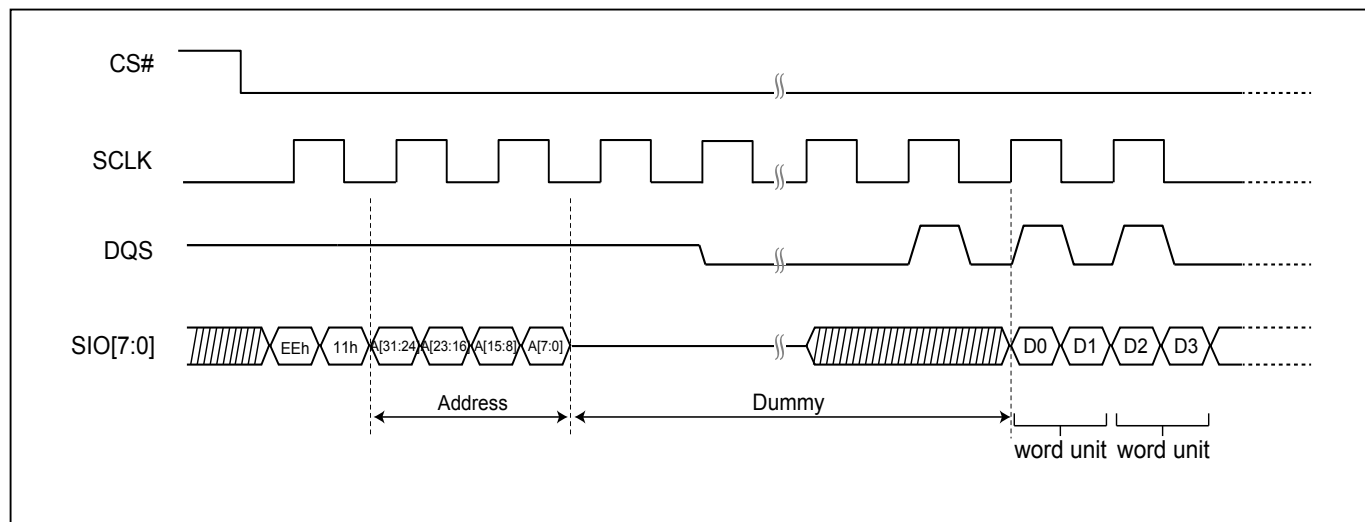 CS#
SCLK
DQS
SIO[7:0]
EEh 11h A[31:24] A[23:16] A[15:8] A[7:0] D0 D1 D2 D3
Address Dummy
word unit word unit